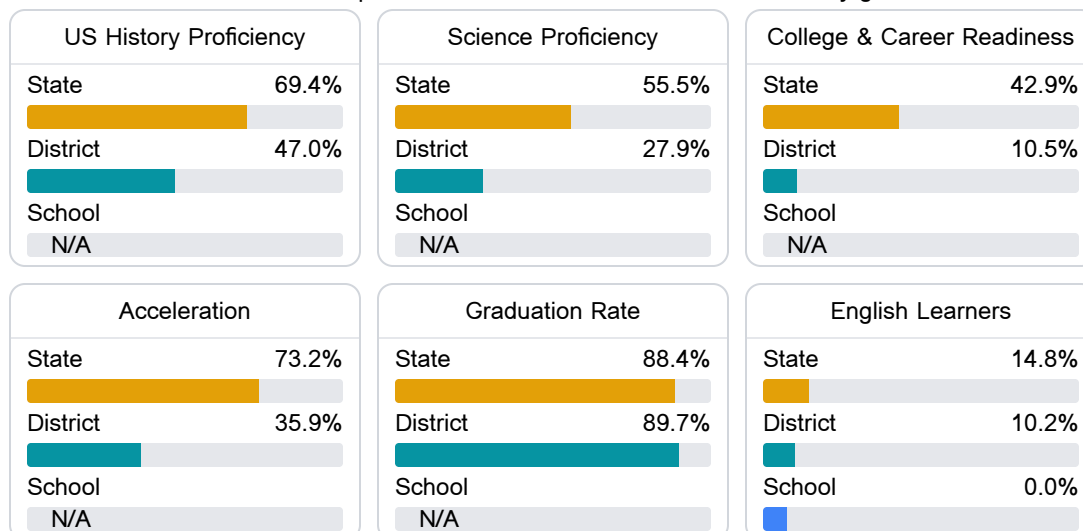 US History Proficiency
State 69.4%
District 47.0%
School
N/A
Science Proficiency
State 55.5%
District 27.9%
School
N/A
College & Career Readiness
State 42.9%
District 10.5%
School
N/A
Acceleration
State 73.2%
District 35.9%
School
N/A
Graduation Rate
State 88.4%
District 89.7%
School
N/A
English Learners
State 14.8%
District 10.2%
School 0.0%